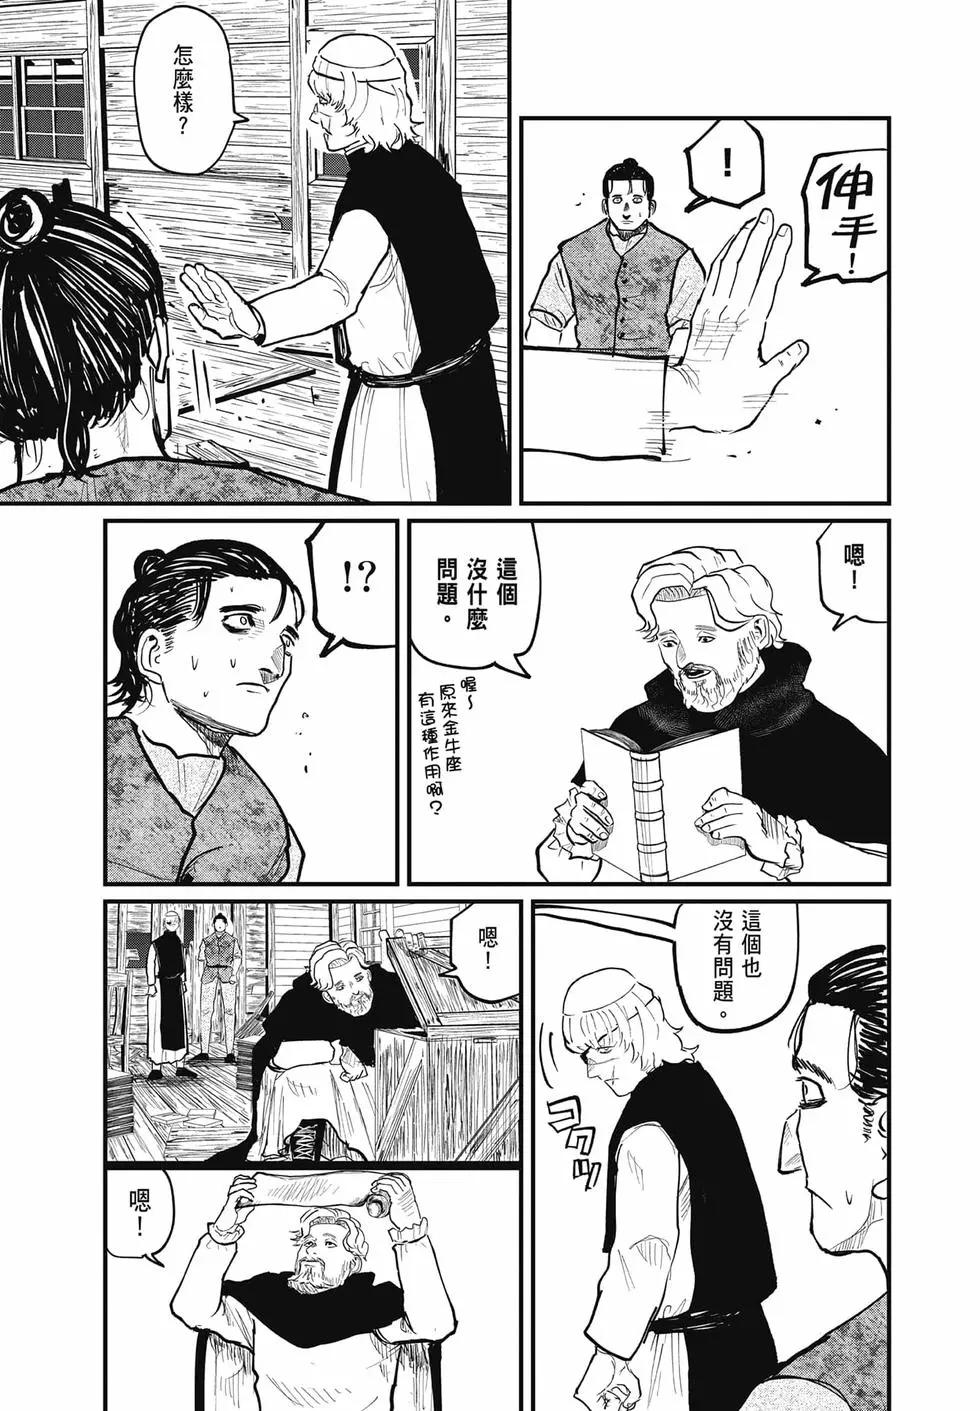 伸手！
！
怎麼樣？
嗯！
這個
沒什麼
問題。
喔～
原來金牛座
有這種作用啊？
！？
這個也
沒有問題。
コクッ
嗯！
嗯！